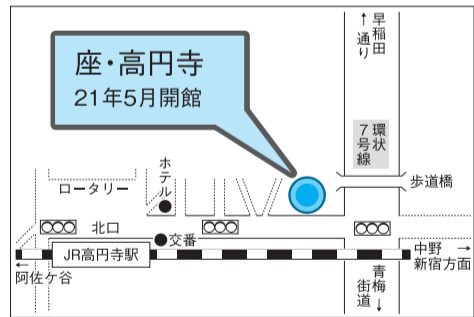 座・高円寺
21年5月開館
↑早稲田
通り
環状
7号線
歩道橋
ホテル
ロータリー
北口
交番
JR高円寺駅
←
阿佐ケ谷
中野→
新宿方面
青梅↓
街道